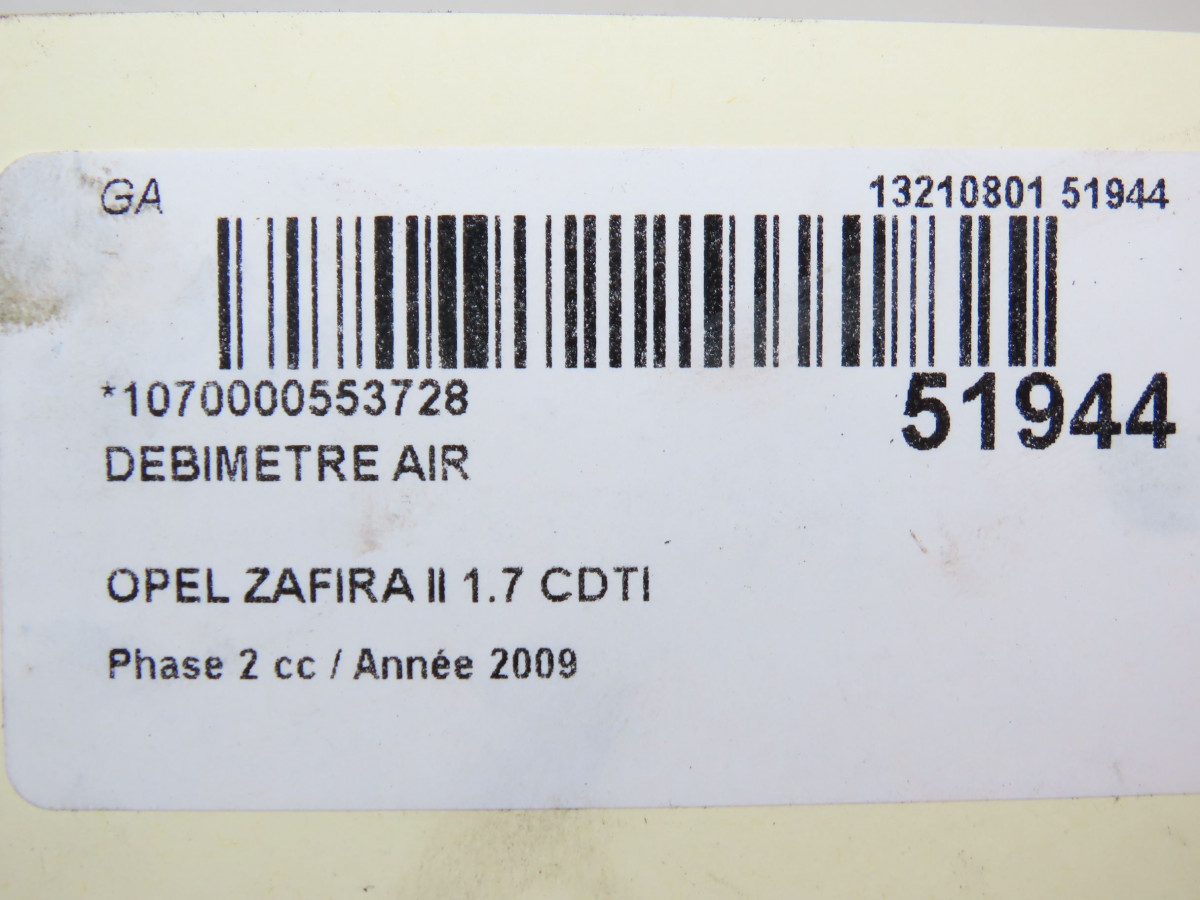 GA 13210801 51944
*1070000553728 51944
DEBIMETRE AIR
OPEL ZAFIRA II 1.7 CDTI
Phase 2 cc / Année 2009